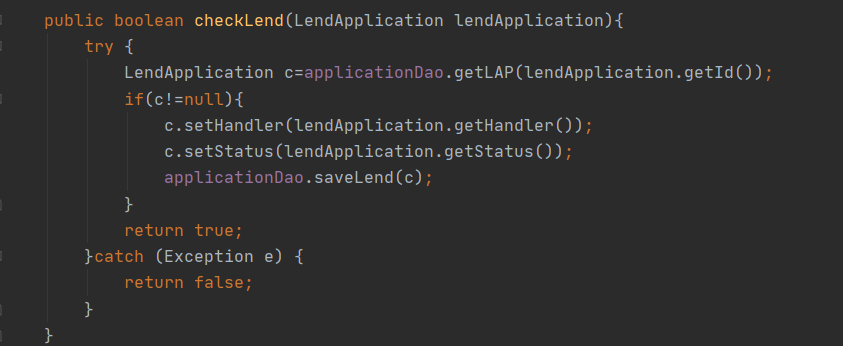 public boolean checkLend(LendApplication lendApplication){
try {
LendApplication c=applicationDao.getLAP(lendApplication.getId());
if(c!=null){
c.setHandler(lendApplication.getHandler());
c.setStatus(lendApplication.getStatus());
applicationDao.saveLend(c);
}
return true;
}catch (Exception e) {
return false;
}
}